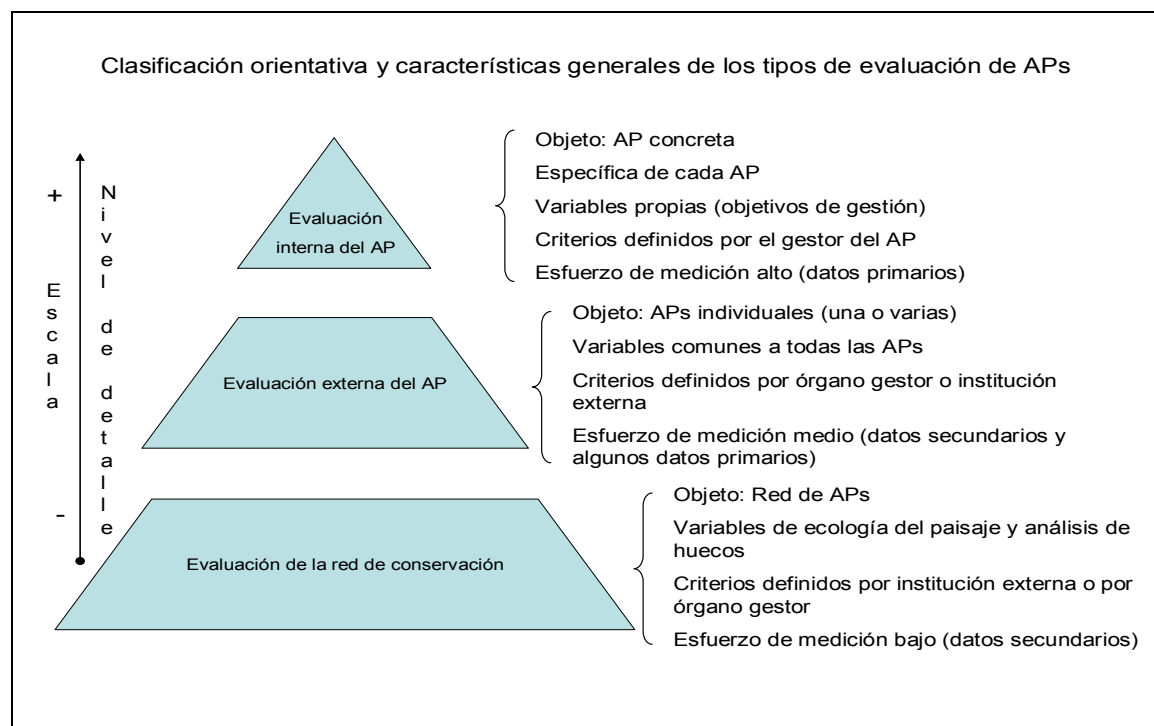 Clasificación orientativa y características generales de los tipos de evaluación de APs
+
Escala
-
Nivel de detalle
Evaluación
interna del AP
Objeto: AP concreta
Específica de cada AP
Variables propias (objetivos de gestión)
Criterios definidos por el gestor del AP
Esfuerzo de medición alto (datos primarios)
Evaluación externa del AP
Objeto: APs individuales (una o varias)
Variables comunes a todas las APs
Criterios definidos por órgano gestor o institución
externa
Esfuerzo de medición medio (datos secundarios y
algunos datos primarios)
Evaluación de la red de conservación
Objeto: Red de APs
Variables de ecología del paisaje y análisis de
huecos
Criterios definidos por institución externa o por
órgano gestor
Esfuerzo de medición bajo (datos secundarios)